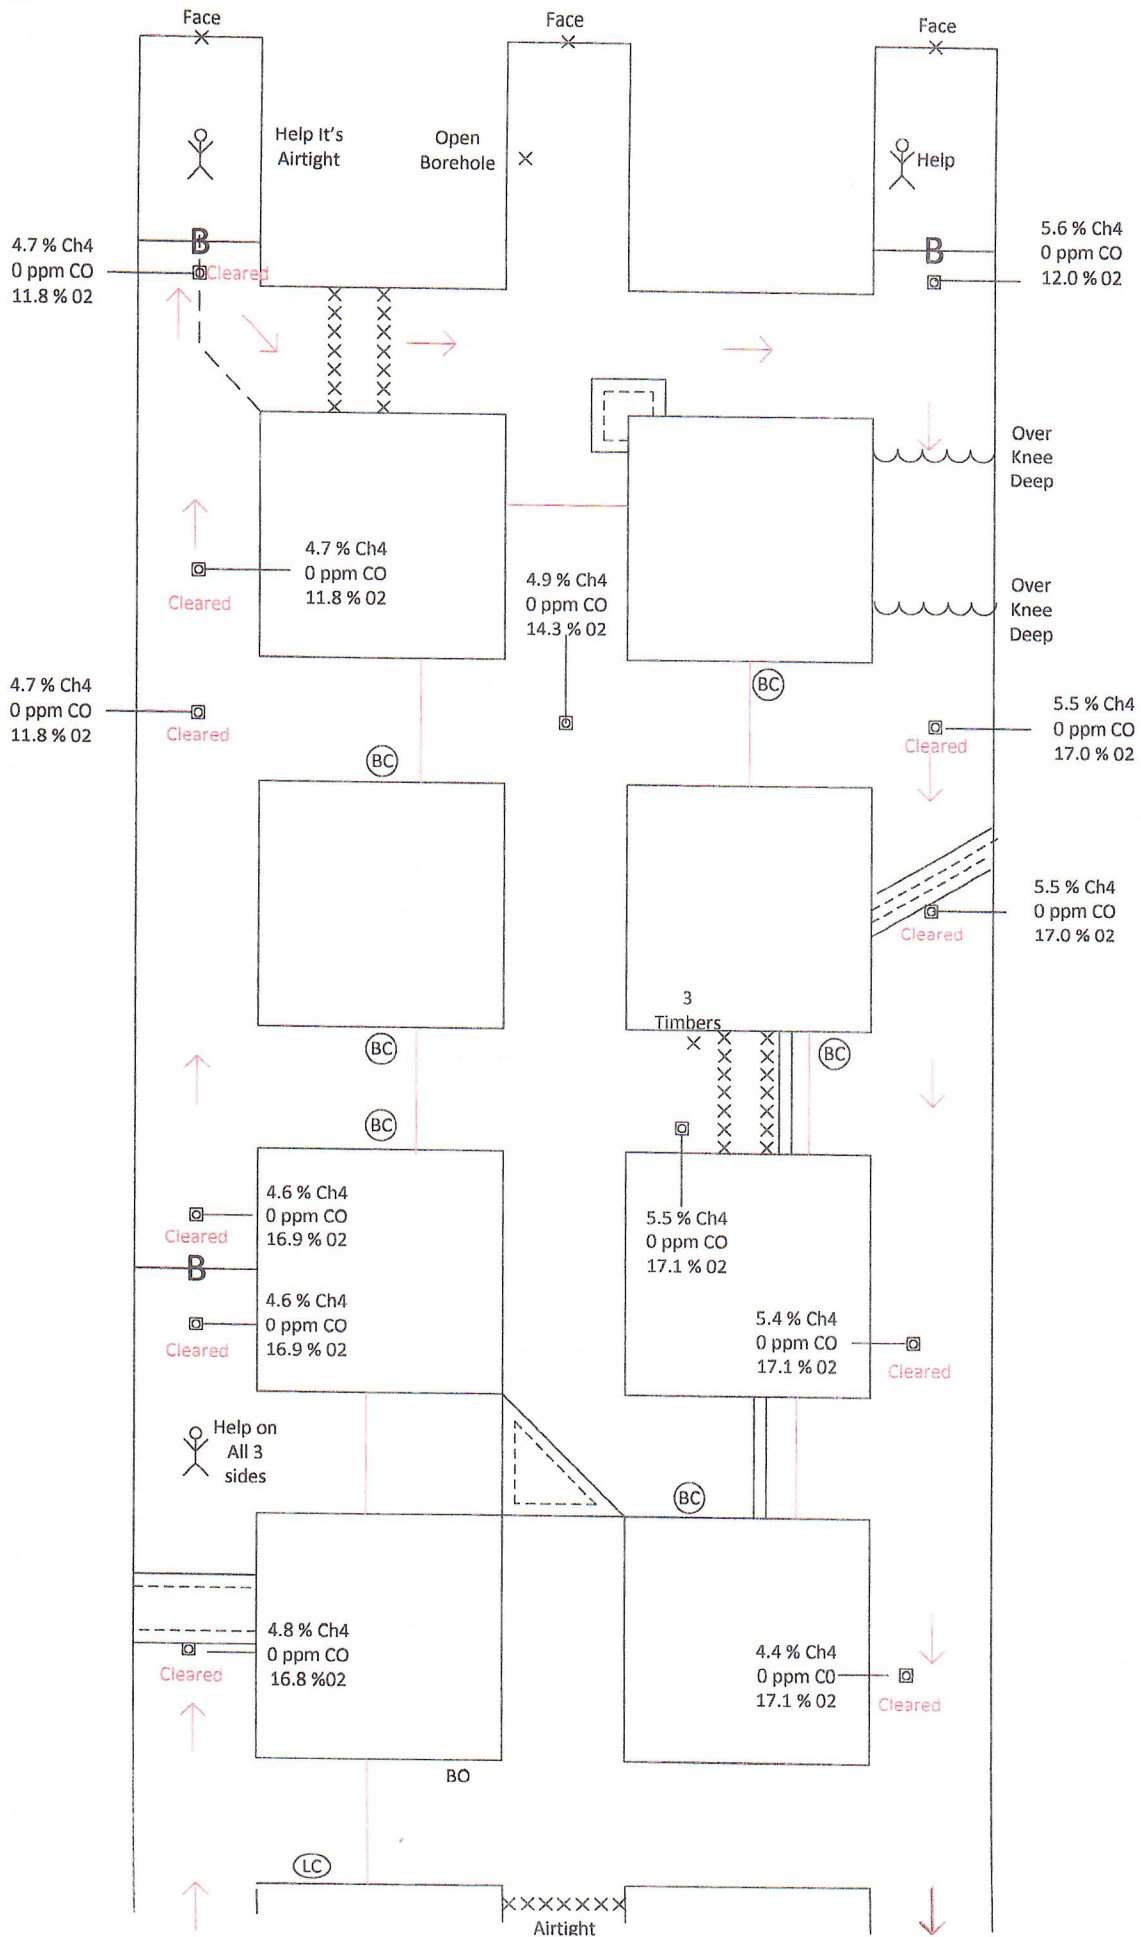 Face
Face
Face
Help It's
Airtight
Open
Borehole
Help
B
4.7 % Ch4
0 ppm CO
11.8 % 02
Cleared
B
5.6 % Ch4
0 ppm CO
12.0 % 02
Over
Knee
Deep
4.7 % Ch4
0 ppm CO
11.8 % 02
Cleared
4.9 % Ch4
0 ppm CO
14.3 % 02
Over
Knee
Deep
4.7 % Ch4
0 ppm CO
11.8 % 02
Cleared
BC
BC
5.5 % Ch4
0 ppm CO
17.0 % 02
Cleared
5.5 % Ch4
0 ppm CO
17.0 % 02
Cleared
3
Timbers
BC
BC
BC
4.6 % Ch4
0 ppm CO
16.9 % 02
Cleared
B
5.5 % Ch4
0 ppm CO
17.1 % 02
4.6 % Ch4
0 ppm CO
16.9 % 02
Cleared
5.4 % Ch4
0 ppm CO
17.1 % 02
Cleared
Help on
All 3
sides
BC
4.8 % Ch4
0 ppm CO
16.8 %02
Cleared
4.4 % Ch4
0 ppm C0
17.1 % 02
Cleared
BO
LC
Airtight